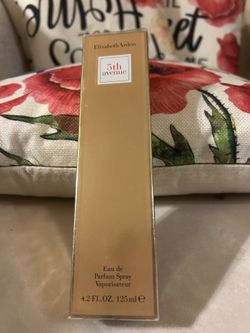 Elizabeth Arden
5th
avenue
Eau de
Parfum Spray
Vaporisateur
4.2 FL.OZ. 125 ml ℮